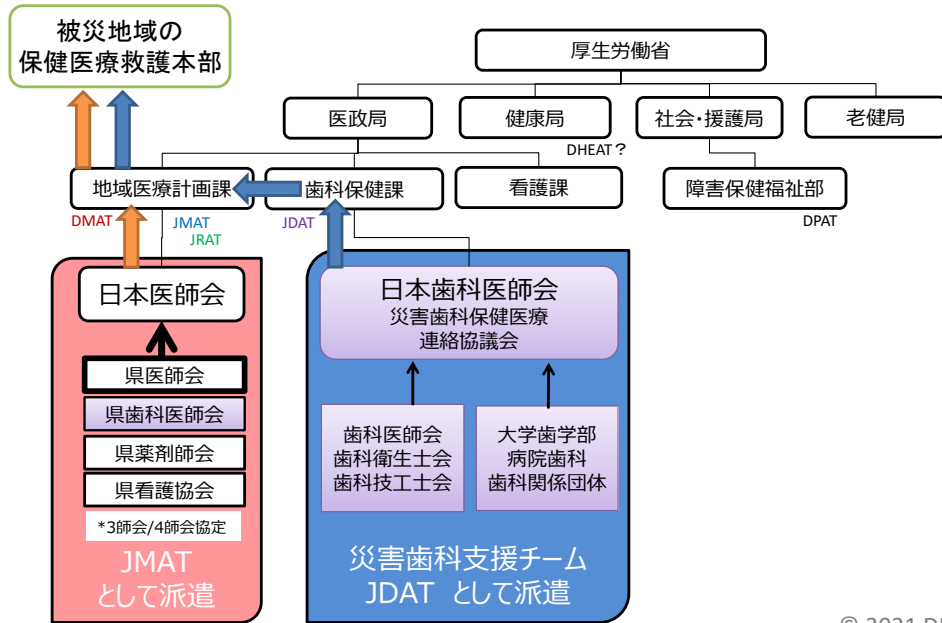 被災地域の
保健医療救護本部
厚生労働省
医政局
健康局
社会・援護局
老健局
DHEAT？
地域医療計画課
歯科保健課
看護課
障害保健福祉部
DMAT
JMAT
JRAT
JDAT
DPAT
日本医師会
県医師会
県歯科医師会
県薬剤師会
県看護協会
*3師会/4師会協定
JMAT
として派遣
日本歯科医師会
災害歯科保健医療
連絡協議会
歯科医師会
歯科衛生士会
歯科技工士会
大学歯学部
病院歯科
歯科関係団体
災害歯科支援チーム
JDAT として派遣
© 2021